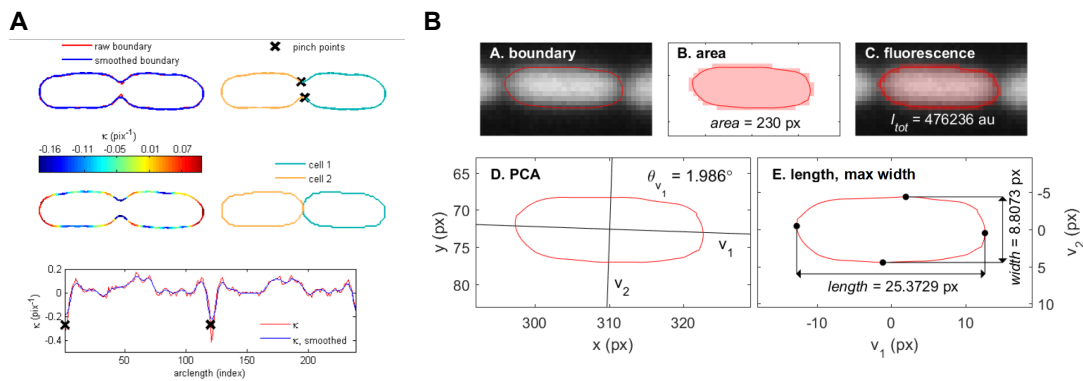 A
raw boundary
smoothed boundary
pinch points
κ (pix-1)
-0.16 -0.11 -0.05 0.01 0.07
cell 1
cell 2
0.2
0
-0.2
-0.4
κ (pix-1)
κ
κ, smoothed
50 100 150 200
arclength (index)
B
A. boundary
B. area
area = 230 px
C. fluorescence
Itot = 476236 au
D. PCA
θv1 = 1.986°
65
70
75
80
y (px)
v1
v2
300 310 320
x (px)
E. length, max width
width = 8.8073 px
length = 25.3729 px
-5
0
5
10
v2 (px)
-10 0 10
v1 (px)